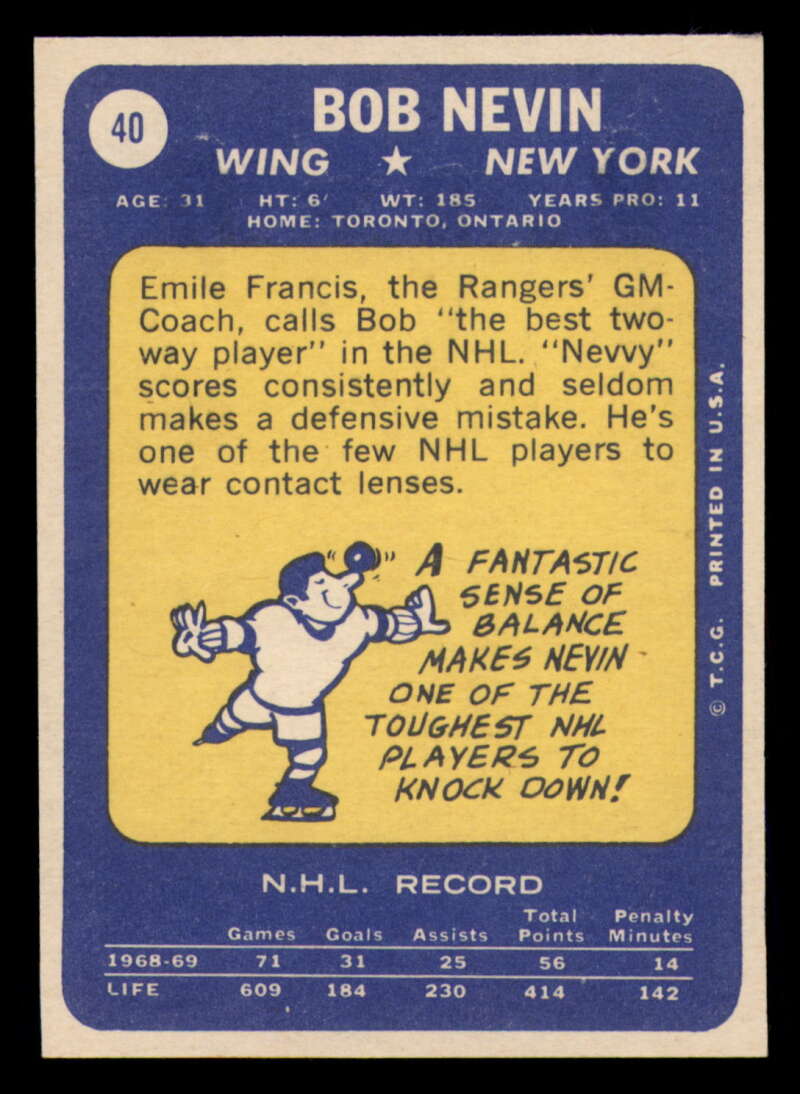 40
BOB NEVIN
WING ★ NEW YORK
AGE: 31 HT: 6' WT: 185 YEARS PRO: 11
HOME: TORONTO, ONTARIO
Emile Francis, the Rangers' GM-
Coach, calls Bob "the best two-
way player" in the NHL. "Nevvy"
scores consistently and seldom
makes a defensive mistake. He's
one of the few NHL players to
wear contact lenses.
A FANTASTIC
SENSE OF
BALANCE
MAKES NEVIN
ONE OF THE
TOUGHEST NHL
PLAYERS TO
KNOCK DOWN!
© T.C.G. PRINTED IN U.S.A.
N.H.L. RECORD
Total Penalty
Games Goals Assists Points Minutes
1968-69 71 31 25 56 14
LIFE 609 184 230 414 142